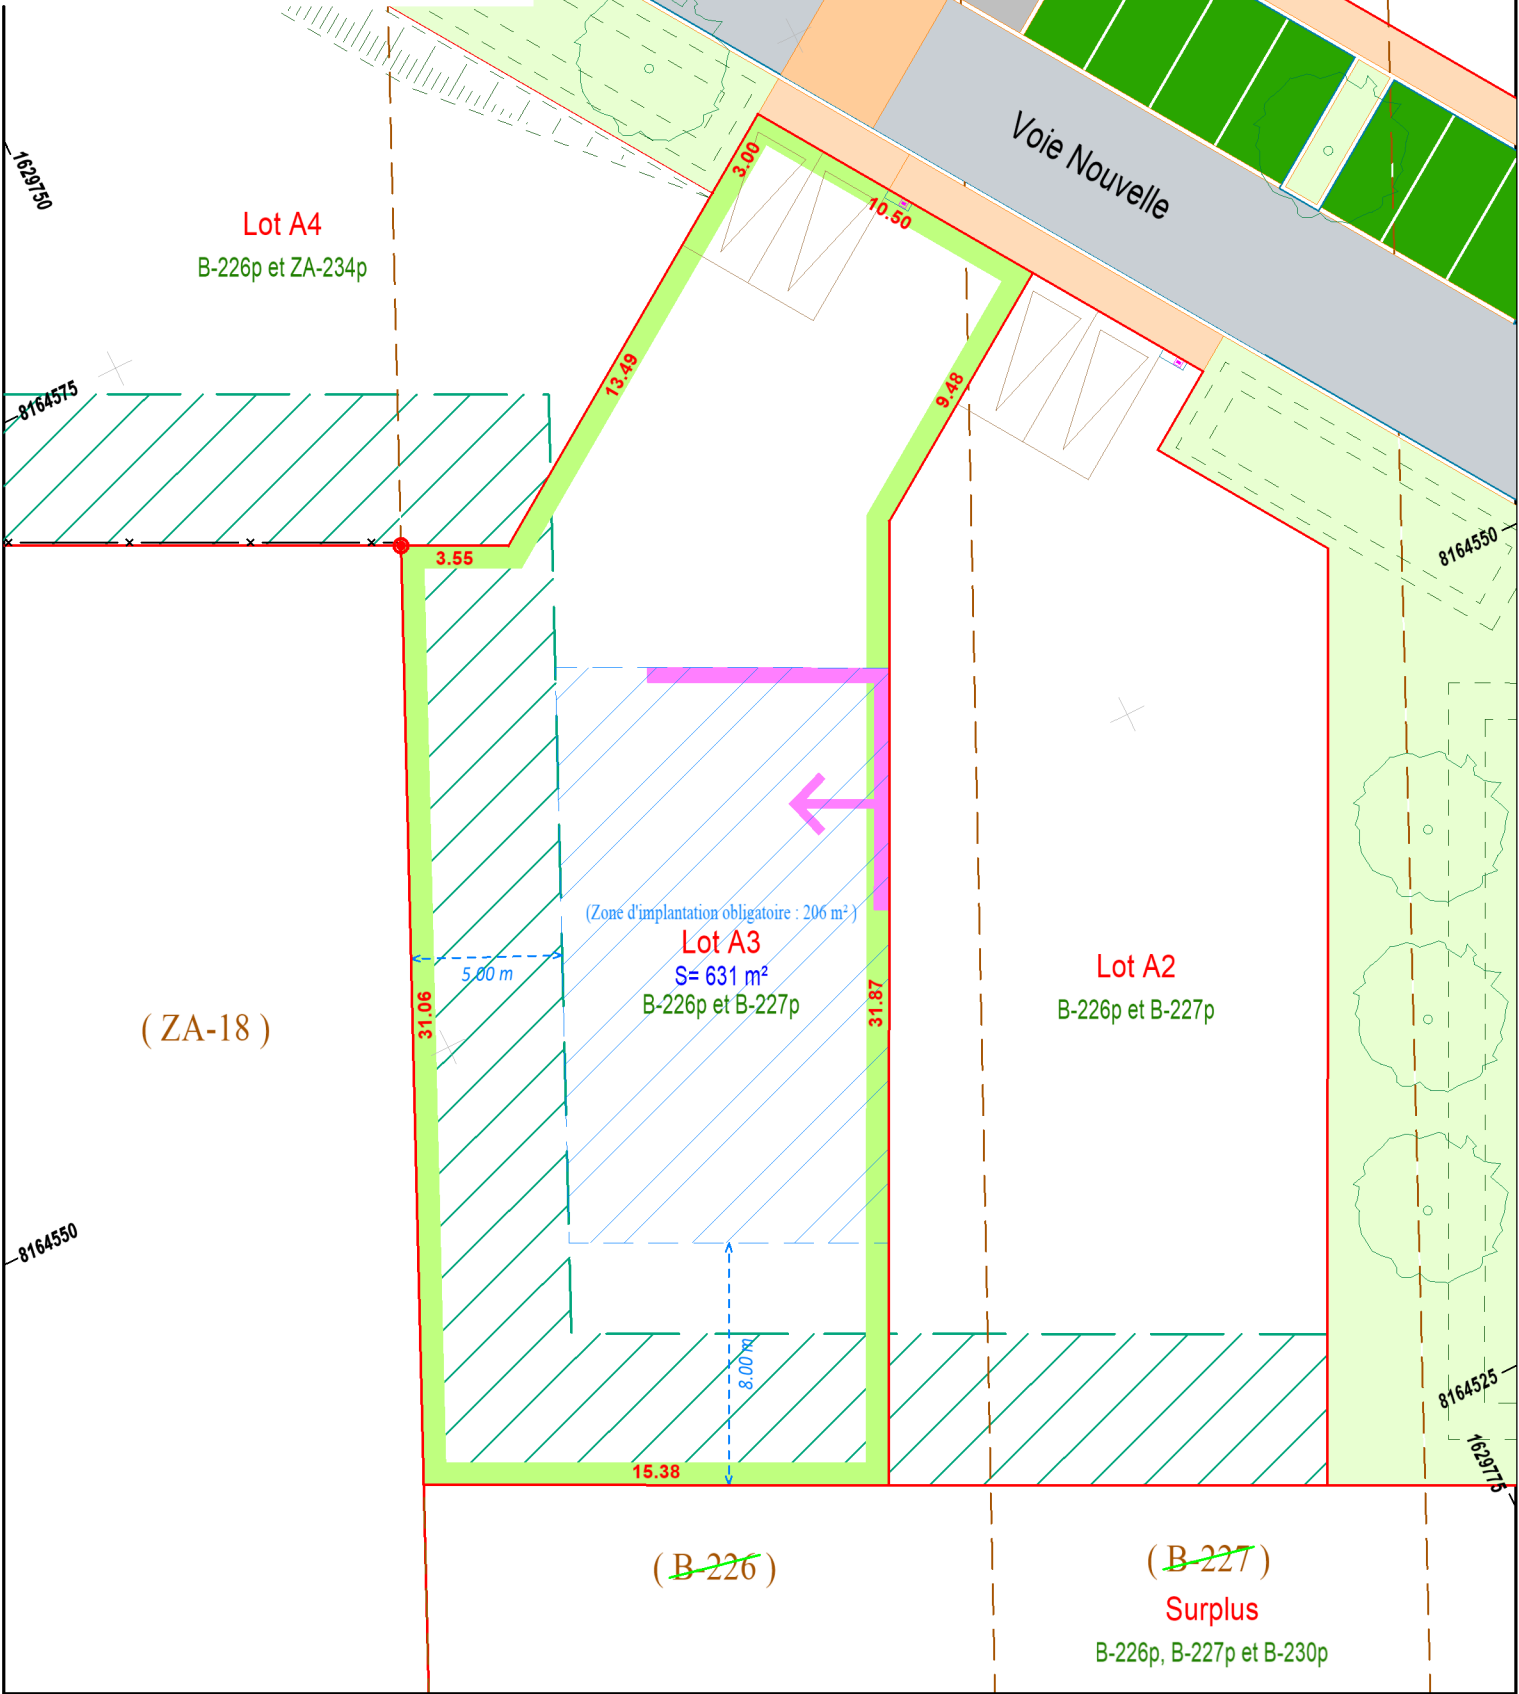 Voie Nouvelle
1629750
3.00
10.50
Lot A4
B-226p et ZA-234p
13.49
9.48
8164575
8164550
3.55
(Zone d'implantation obligatoire : 206 m² )
Lot A3
S= 631 m²
B-226p et B-227p
Lot A2
B-226p et B-227p
5.00 m
31.06
31.87
( ZA-18 )
8164550
8.00 m
8164525
1629775
15.38
( B-226 )
( B-227 )
Surplus
B-226p, B-227p et B-230p